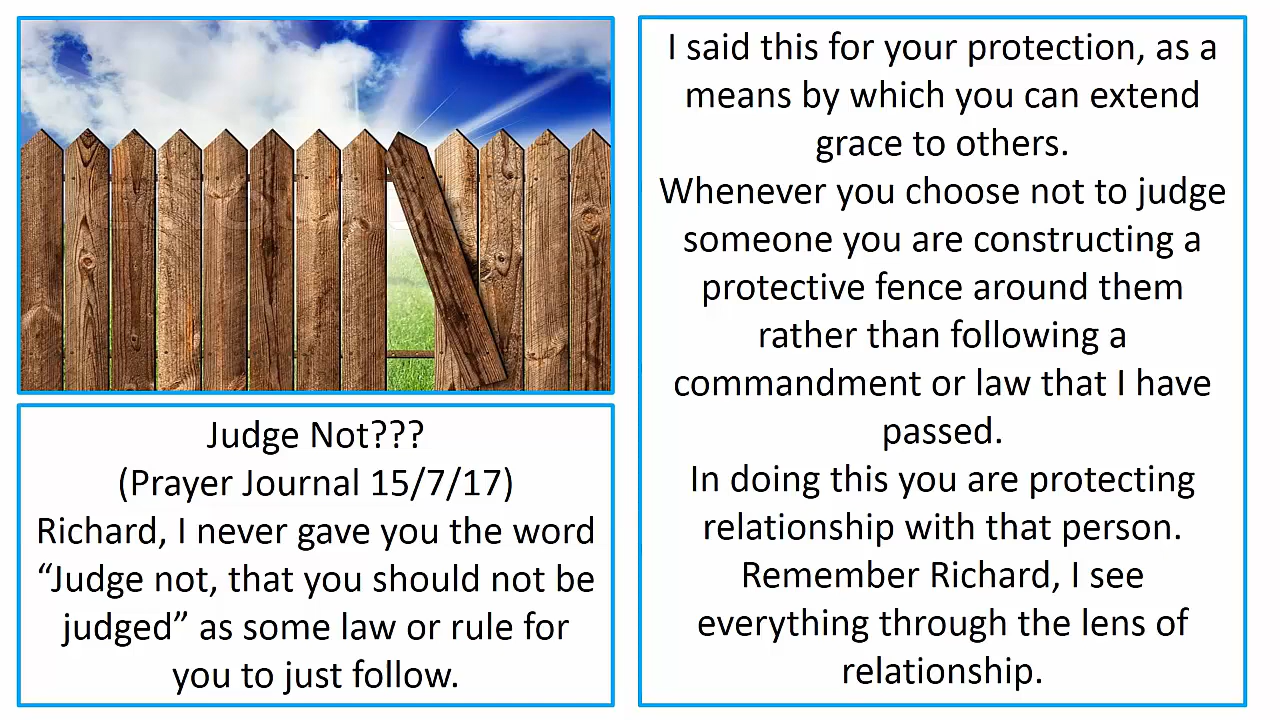 Judge Not???
(Prayer Journal 15/7/17)
Richard, I never gave you the word
“Judge not, that you should not be
judged” as some law or rule for
you to just follow.
I said this for your protection, as a
means by which you can extend
grace to others.
Whenever you choose not to judge
someone you are constructing a
protective fence around them
rather than following a
commandment or law that I have
passed.
In doing this you are protecting
relationship with that person.
Remember Richard, I see
everything through the lens of
relationship.